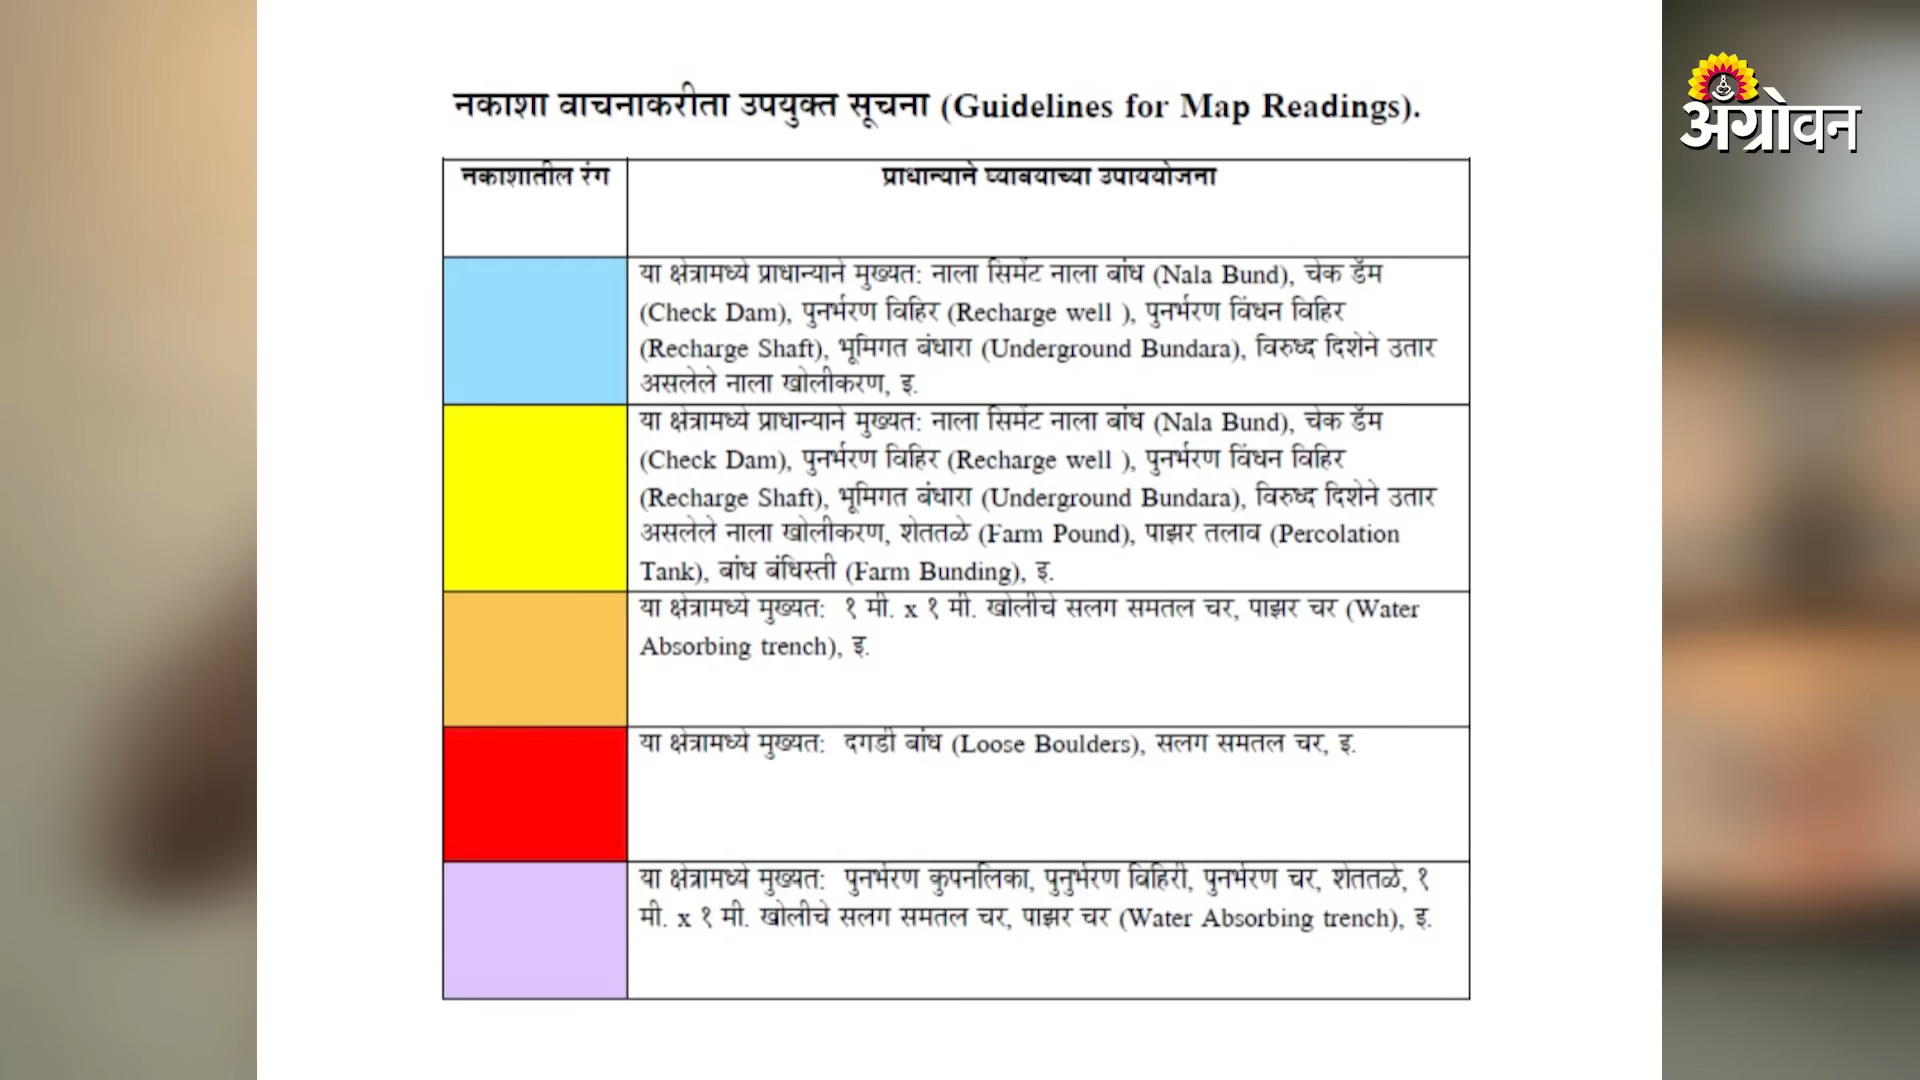 नकाशा वाचनाकरीता उपयुक्त सूचना (Guidelines for Map Readings).
अ‍ॅग्रोवन
नकाशातील रंग
प्राधान्याने घ्यावयाच्या उपाययोजना
या क्षेत्रामध्ये प्राधान्याने मुख्यत: नाला सिमेंट नाला बांध (Nala Bund), चेक डॅम
(Check Dam), पुनर्भरण विहिर (Recharge well ), पुनर्भरण विंधन विहिर
(Recharge Shaft), भूमिगत बंधारा (Underground Bundara), विरुध्द दिशेने उतार
असलेले नाला खोलीकरण, इ.
या क्षेत्रामध्ये प्राधान्याने मुख्यत: नाला सिमेंट नाला बांध (Nala Bund), चेक डॅम
(Check Dam), पुनर्भरण विहिर (Recharge well ), पुनर्भरण विंधन विहिर
(Recharge Shaft), भूमिगत बंधारा (Underground Bundara), विरुध्द दिशेने उतार
असलेले नाला खोलीकरण, शेततळे (Farm Pound), पाझर तलाव (Percolation
Tank), बांध बंधिस्ती (Farm Bunding), इ.
या क्षेत्रामध्ये मुख्यत: १ मी. x १ मी. खोलीचे सलग समतल चर, पाझर चर (Water
Absorbing trench), इ.
या क्षेत्रामध्ये मुख्यत: दगडी बांध (Loose Boulders), सलग समतल चर, इ.
या क्षेत्रामध्ये मुख्यत: पुनर्भरण कुपनलिका, पुनुर्भरण विहिरी, पुनर्भरण चर, शेततळे, १
मी. x १ मी. खोलीचे सलग समतल चर, पाझर चर (Water Absorbing trench), इ.